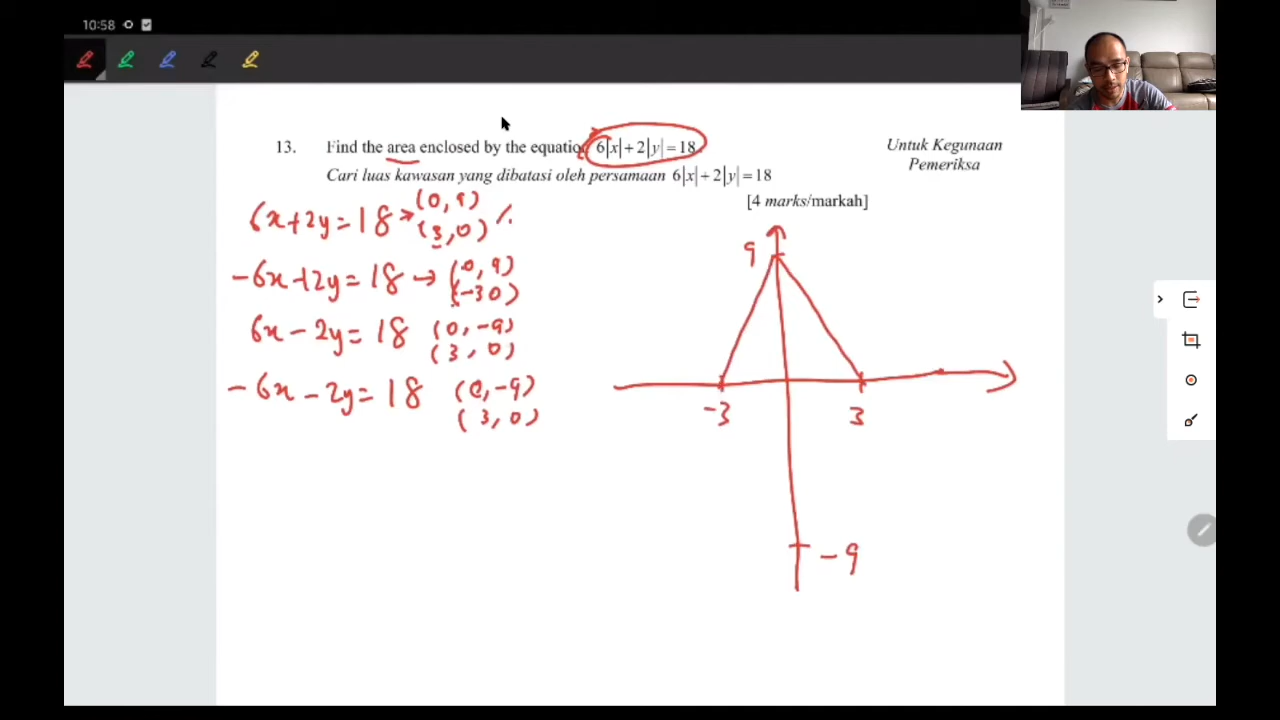 10:58
13. Find the area enclosed by the equation 6|x|+2|y|=18.
Untuk Kegunaan
Pemeriksa
Cari luas kawasan yang dibatasi oleh persamaan 6|x|+2|y|=18
[4 marks/markah]
6x+2y=18→(0,9)
(3,0)
-6x+2y=18→(0,9)
(-30)
6x-2y=18 (0,-9)
(3,0)
-6x-2y=18 (0,-9)
(3,0)
9
-3 3
-9